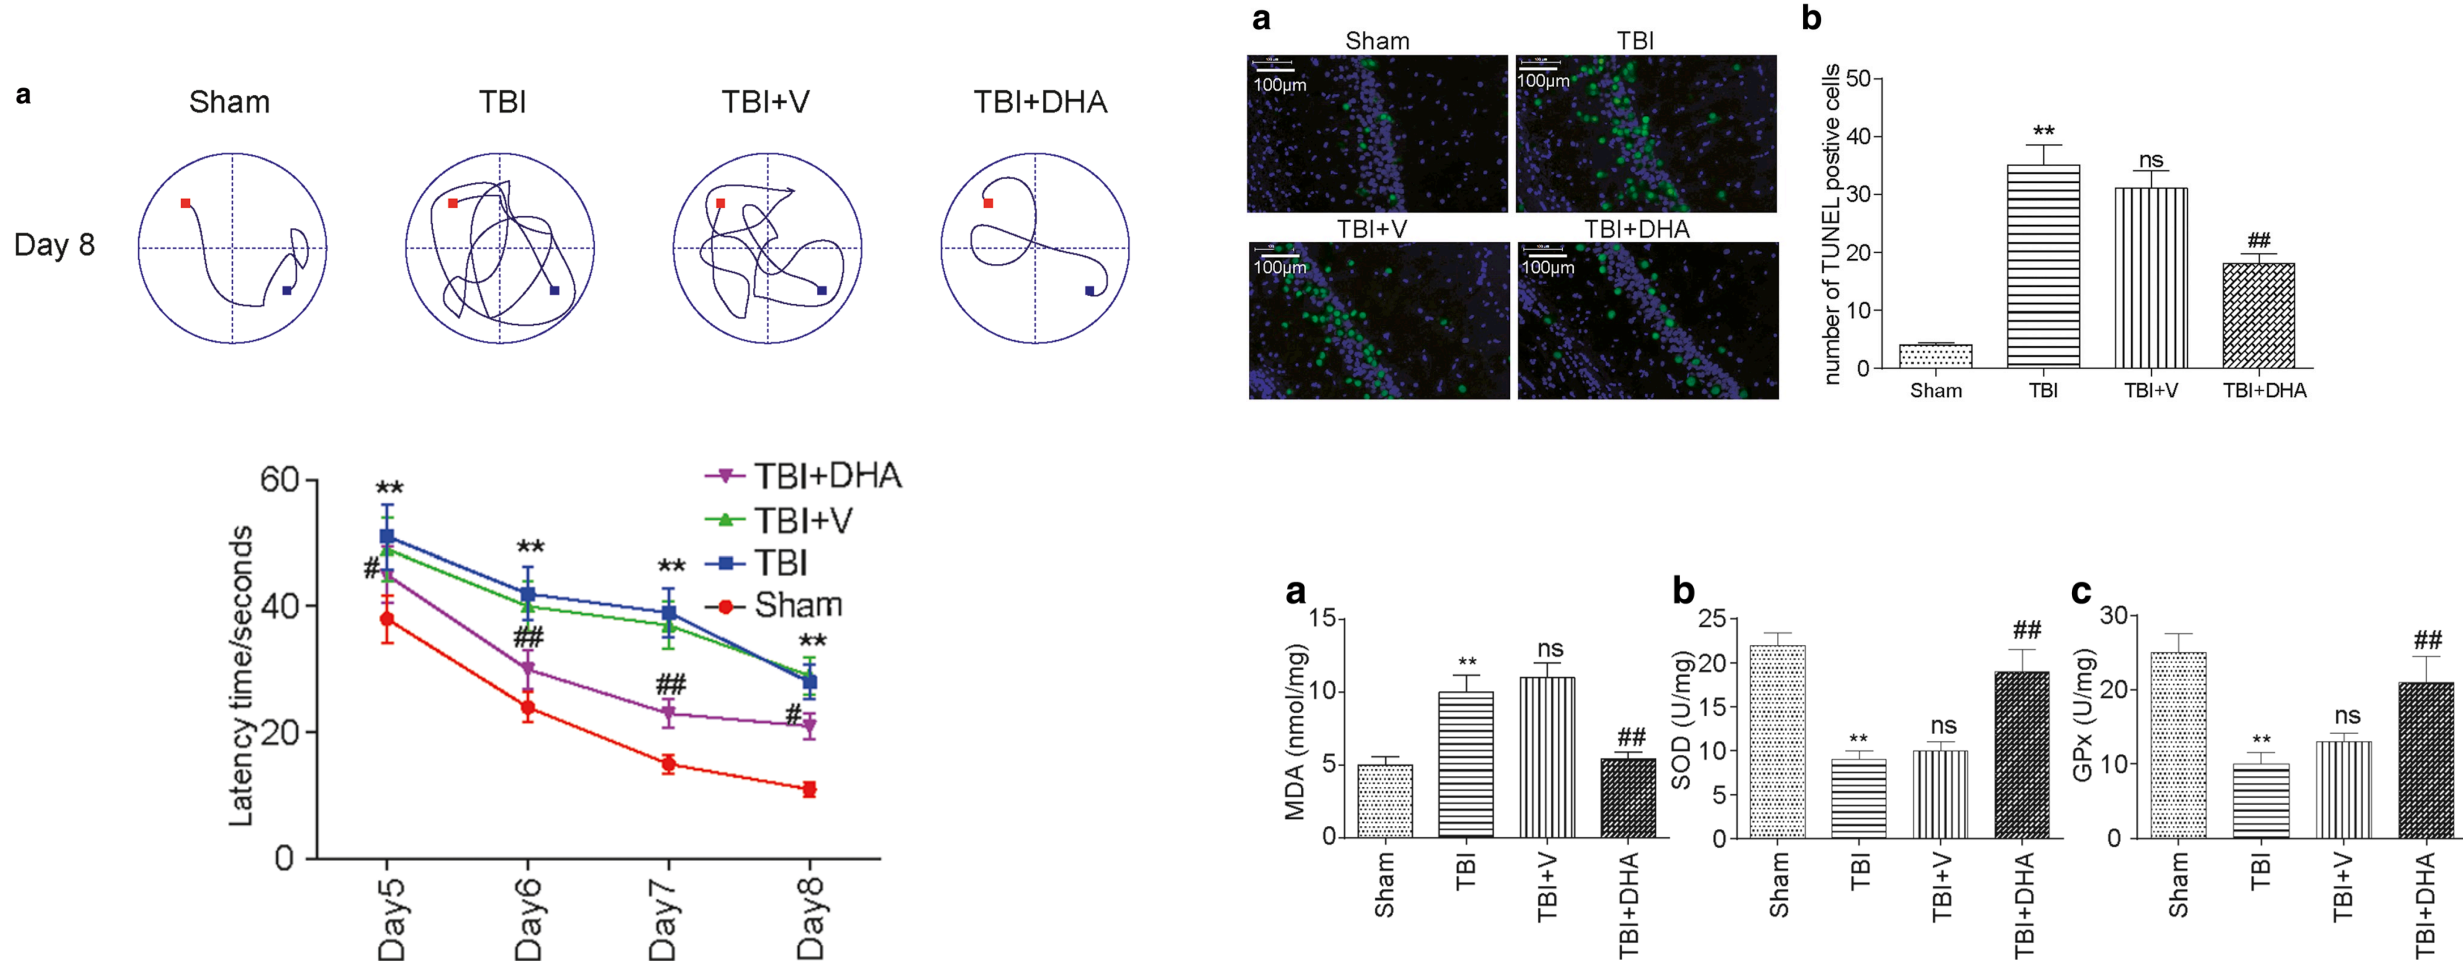 a
Sham TBI TBI+V TBI+DHA
Day 8
60
40
20
0
Latency time/seconds
**
#
**
##
**
##
**
#
TBI+DHA
TBI+V
TBI
Sham
Day5 Day6 Day7 Day8
a
Sham TBI
100µm 100µm
TBI+V TBI+DHA
100µm 100µm
b
number of TUNEL postive cells
50
40
30
20
10
0
**
ns
##
Sham TBI TBI+V TBI+DHA
a
MDA (nmol/mg)
15
10
5
0
**
ns
##
Sham TBI TBI+V TBI+DHA
b
SOD (U/mg)
25
20
15
10
5
0
**
ns
##
Sham TBI TBI+V TBI+DHA
c
GPx (U/mg)
30
20
10
0
**
ns
##
Sham TBI TBI+V TBI+DHA